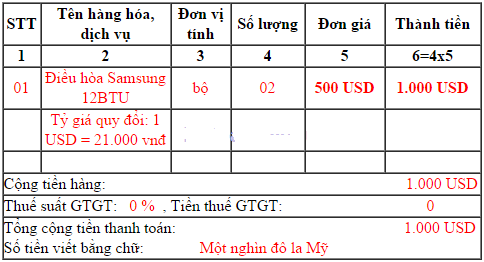 STT Tên hàng hóa, dịch vụ Đơn vị tính Số lượng Đơn giá Thành tiền
1 2 3 4 5 6=4x5
01 Điều hòa Samsung 12BTU bộ 02 500 USD 1.000 USD
Tỷ giá quy đổi: 1 USD = 21.000 vnđ
Cộng tiền hàng: 1.000 USD
Thuế suất GTGT: 0 % , Tiền thuế GTGT: 0
Tổng cộng tiền thanh toán: 1.000 USD
Số tiền viết bằng chữ: Một nghìn đô la Mỹ